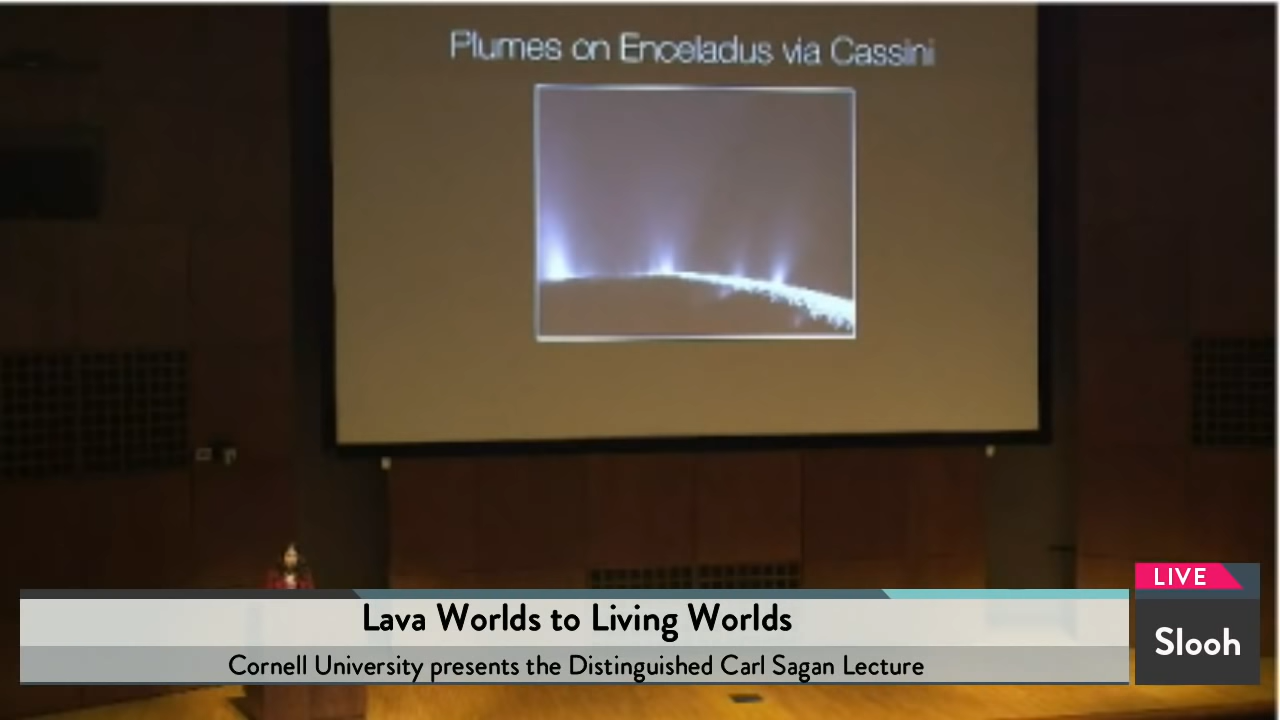 Plumes on Enceladus via Cassini
LIVE
Lava Worlds to Living Worlds
Slooh
Cornell University presents the Distinguished Carl Sagan Lecture